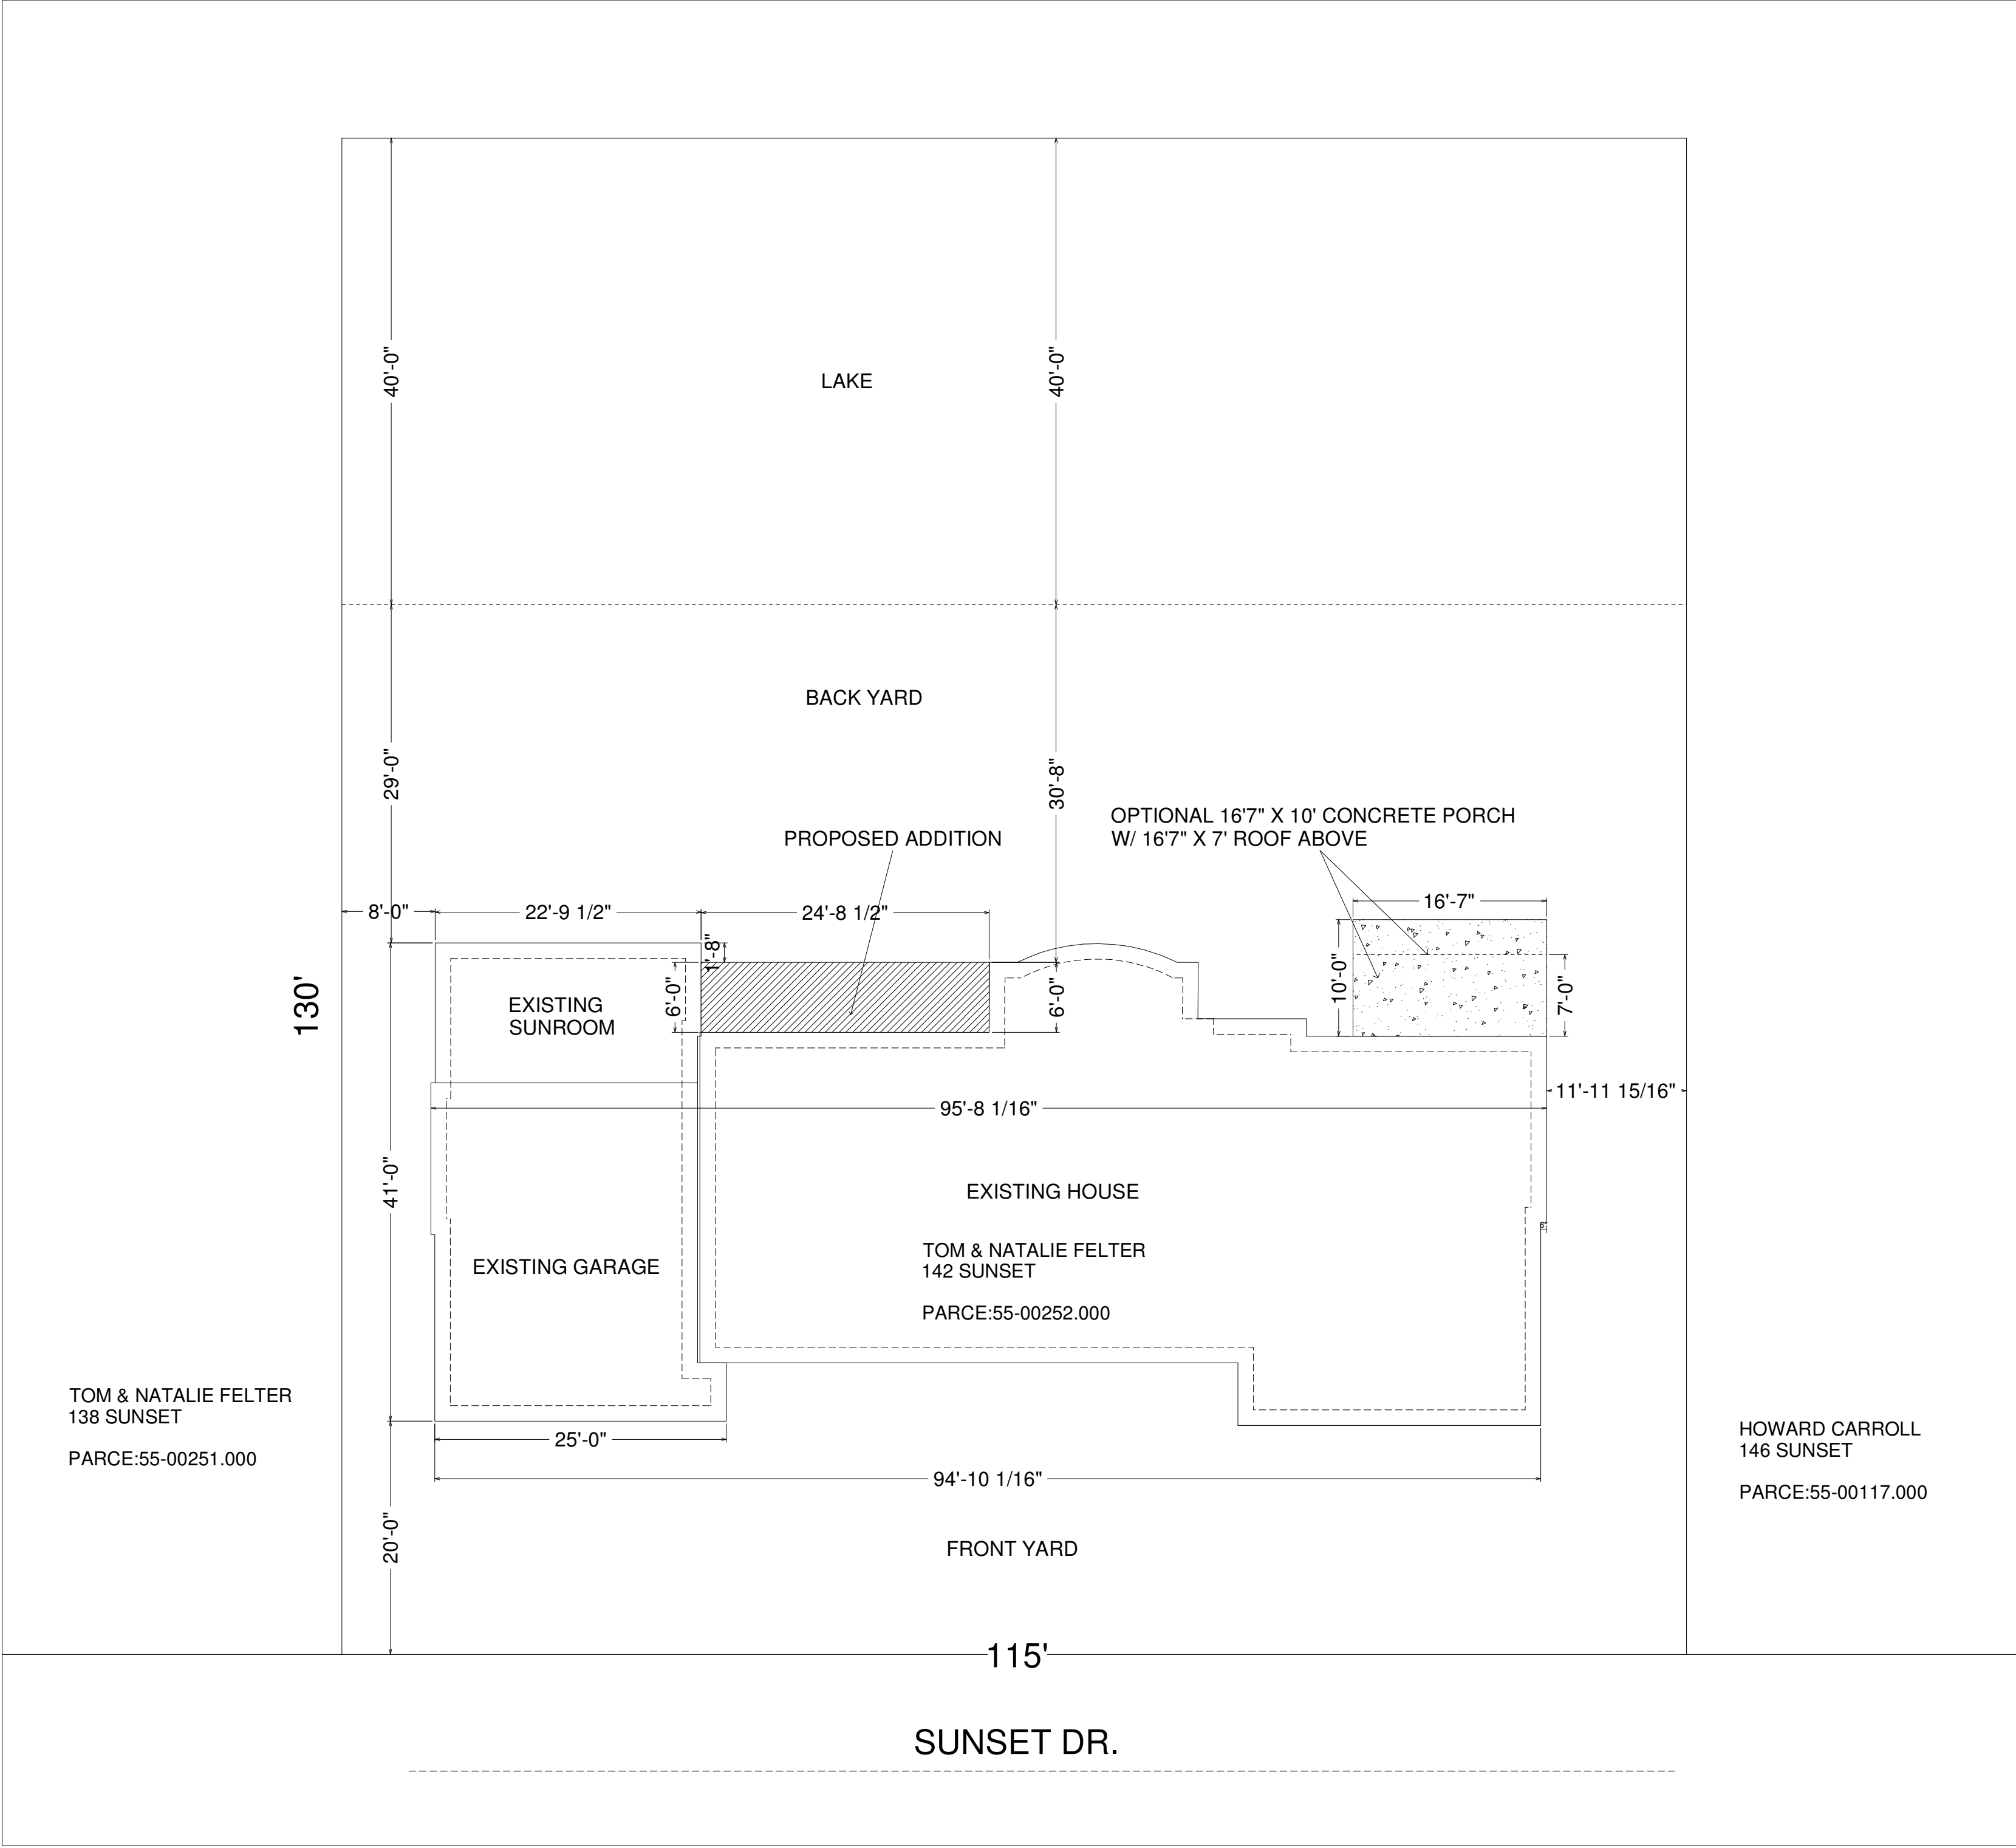 40'-0"
40'-0"
LAKE
BACK YARD
29'-0"
30'-8"
OPTIONAL 16'7" X 10' CONCRETE PORCH
W/ 16'7" X 7' ROOF ABOVE
PROPOSED ADDITION
16'-7"
8'-0"
22'-9 1/2"
24'-8 1/2"
1'-8"
130'
EXISTING
SUNROOM
6'-0"
6'-0"
10'-0"
7'-0"
11'-11 15/16"
95'-8 1/16"
41'-0"
EXISTING HOUSE
TOM & NATALIE FELTER
142 SUNSET
PARCE:55-00252.000
EXISTING GARAGE
TOM & NATALIE FELTER
138 SUNSET
PARCE:55-00251.000
HOWARD CARROLL
146 SUNSET
PARCE:55-00117.000
25'-0"
94'-10 1/16"
20'-0"
FRONT YARD
115'
SUNSET DR.